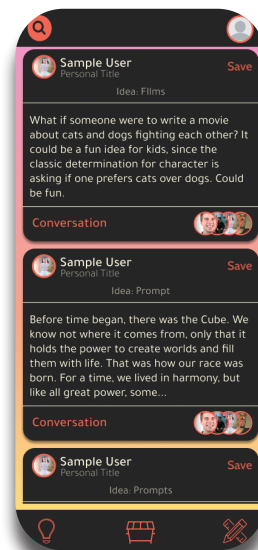 Sample User
Personal Title
Save
Idea: FIlms
What if someone were to write a movie
about cats and dogs fighting each other? It
could be a fun idea for kids, since the
classic determination for character is
asking if one prefers cats over dogs. Could
be fun.
Conversation
Sample User
Personal Title
Save
Idea: Prompt
Before time began, there was the Cube. We
know not where it comes from, only that it
holds the power to create worlds and fill
them with life. That was how our race was
born. For a time, we lived in harmony, but
like all great power, some...
Conversation
Sample User
Personal Title
Save
Idea: Prompts